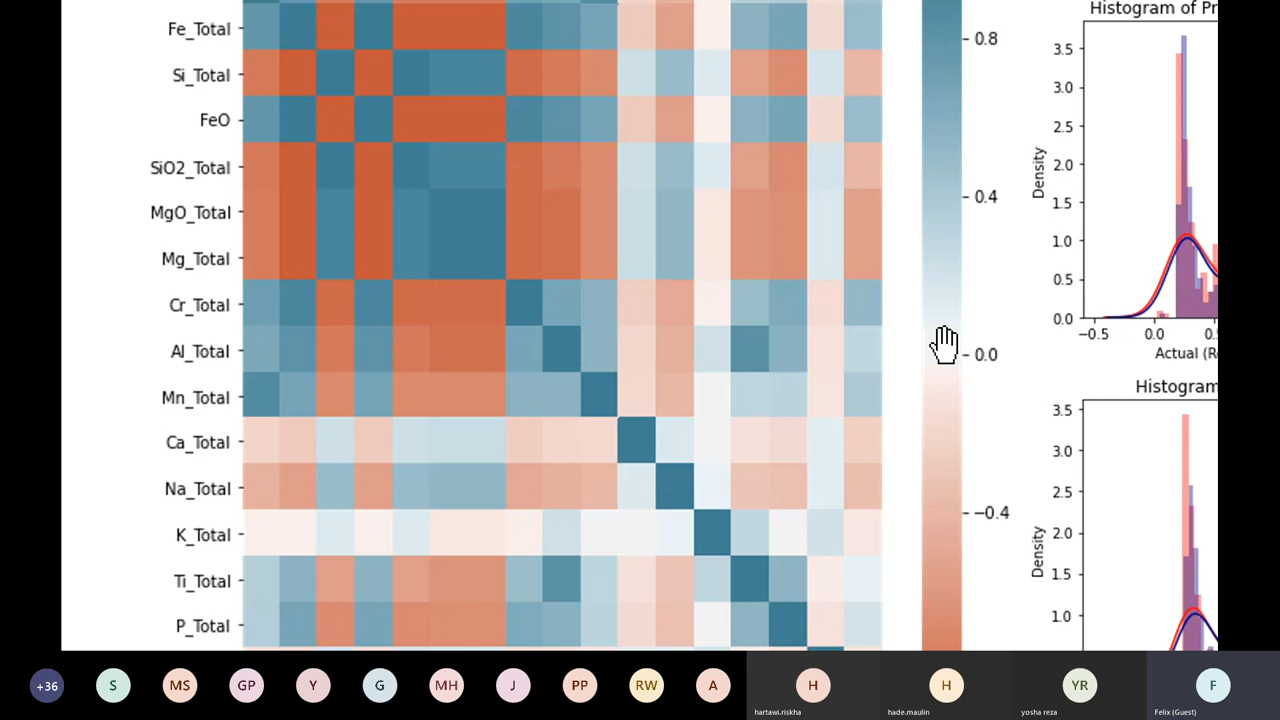 Fe_Total
Si_Total
FeO
SiO2_Total
MgO_Total
Mg_Total
Cr_Total
Al_Total
Mn_Total
Ca_Total
Na_Total
K_Total
Ti_Total
P_Total
0.8
0.4
0.0
−0.4
Histogram of Pr
3.5
3.0
2.5
2.0
1.5
1.0
0.5
0.0
Density
−0.5
0.0
0.5
Actual (R
Histogram
3.5
3.0
2.5
2.0
1.5
1.0
Density
+36
S
MS
GP
Y
G
MH
J
PP
RW
A
H
H
YR
F
hartawi.riskha
hade.maulin
yosha reza
Felix (Guest)